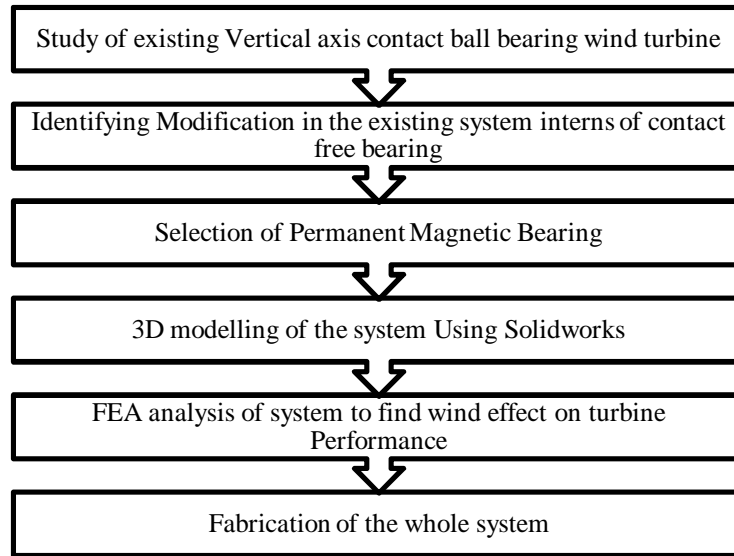 Study of existing Vertical axis contact ball bearing wind turbine
Identifying Modification in the existing system interns of contact
free bearing
Selection of Permanent Magnetic Bearing
3D modelling of the system Using Solidworks
FEA analysis of system to find wind effect on turbine
Performance
Fabrication of the whole system